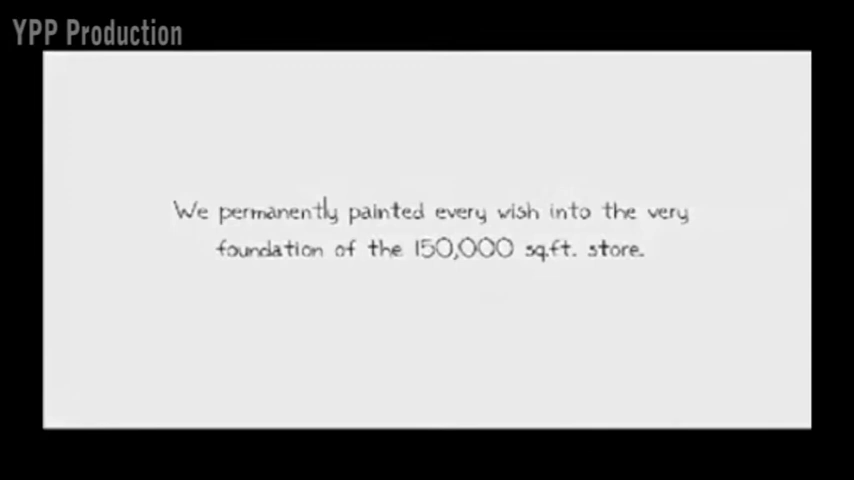 YPP Production
We permanently painted every wish into the very
foundation of the 150,000 sq.ft. store.